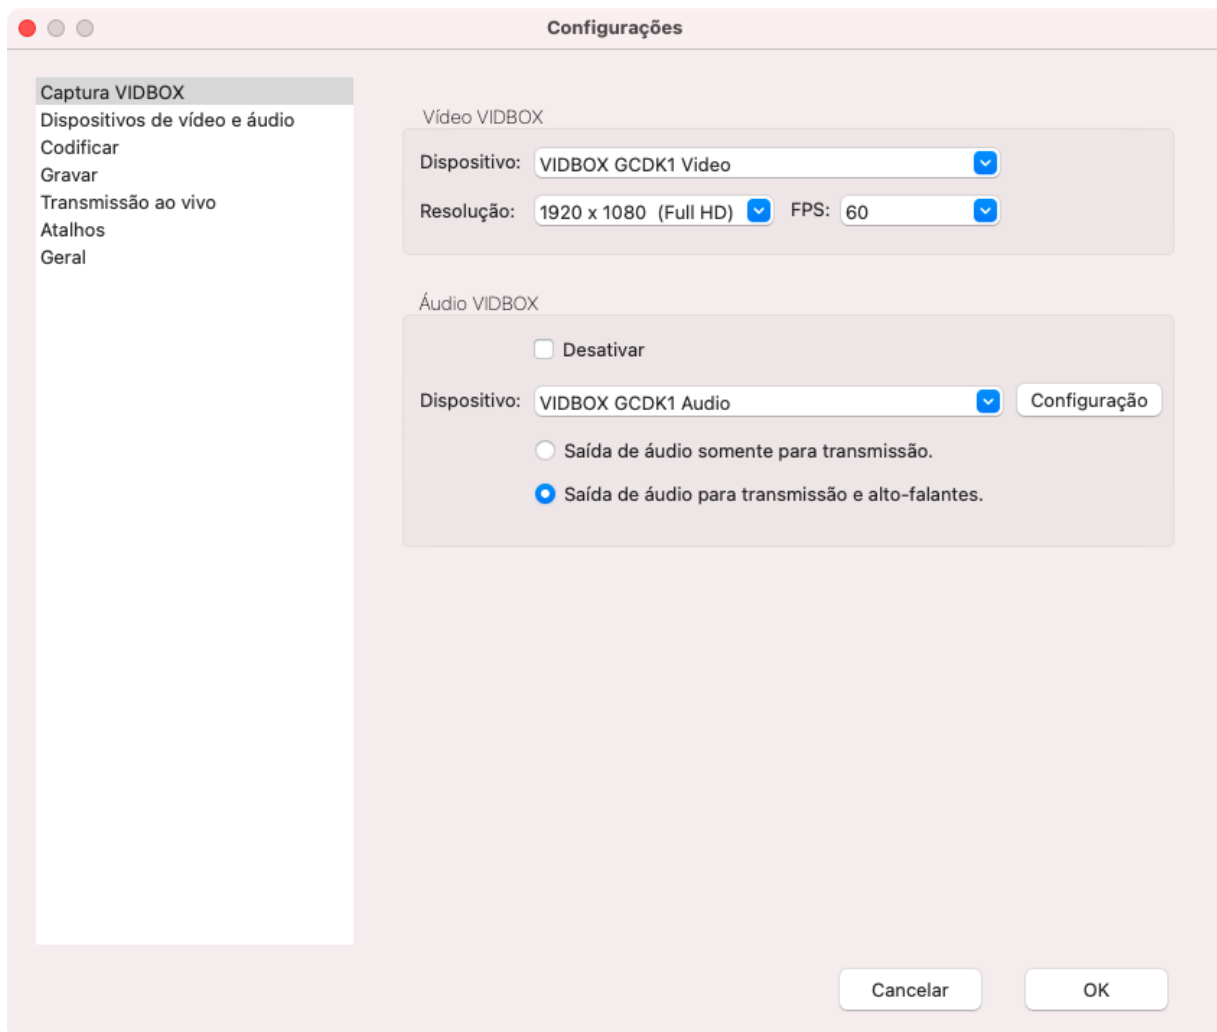 Configurações
Captura VIDBOX
Dispositivos de vídeo e áudio
Codificar
Gravar
Transmissão ao vivo
Atalhos
Geral
Vídeo VIDBOX
Dispositivo: VIDBOX GCDK1 Video
Resolução: 1920 x 1080 (Full HD) FPS: 60
Áudio VIDBOX
Desativar
Dispositivo: VIDBOX GCDK1 Audio Configuração
Saída de áudio somente para transmissão.
Saída de áudio para transmissão e alto-falantes.
Cancelar OK